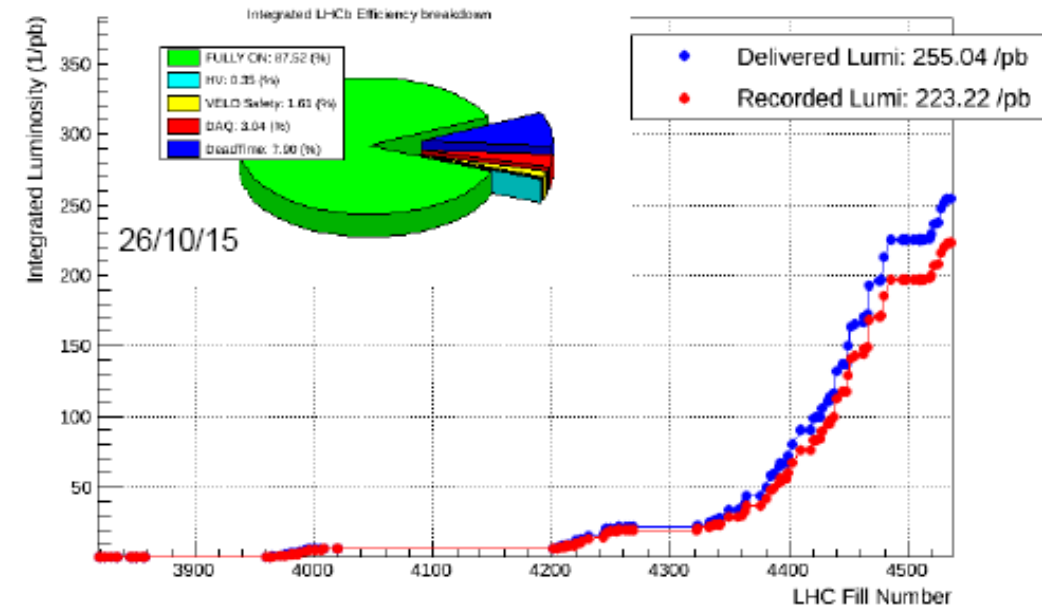 Integrated LHCb Efficiency breakdown
FULLY ON: 87.52 (%)
HV: 0.35 (%)
VELO Safety: 1.61 (%)
DAQ: 3.04 (%)
DeadTime: 7.90 (%)
Delivered Lumi: 255.04 /pb
Recorded Lumi: 223.22 /pb
26/10/15
Integrated Luminosity (1/pb)
350
300
250
200
150
100
50
3900 4000 4100 4200 4300 4400 4500
LHC Fill Number